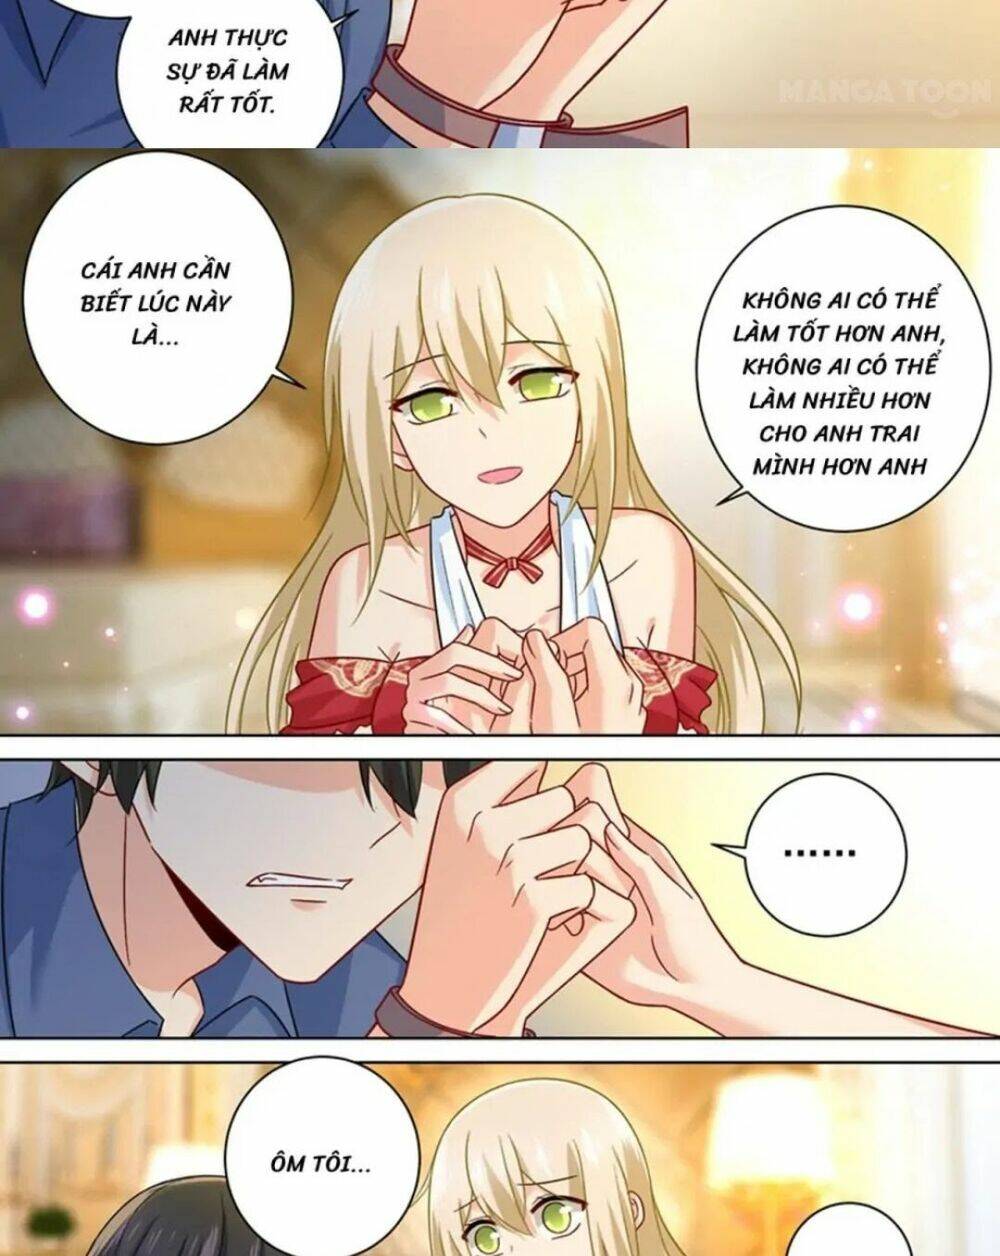 ANH THỰC
SỰ ĐÃ LÀM
RẤT TỐT.
MANGA TOON
CÁI ANH CẦN
BIẾT LÚC NÀY
LÀ...
KHÔNG AI CÓ THỂ
LÀM TỐT HƠN ANH,
KHÔNG AI CÓ THỂ
LÀM NHIỀU HƠN
CHO ANH TRAI
MÌNH HƠN ANH
......
ÔM TÔI...